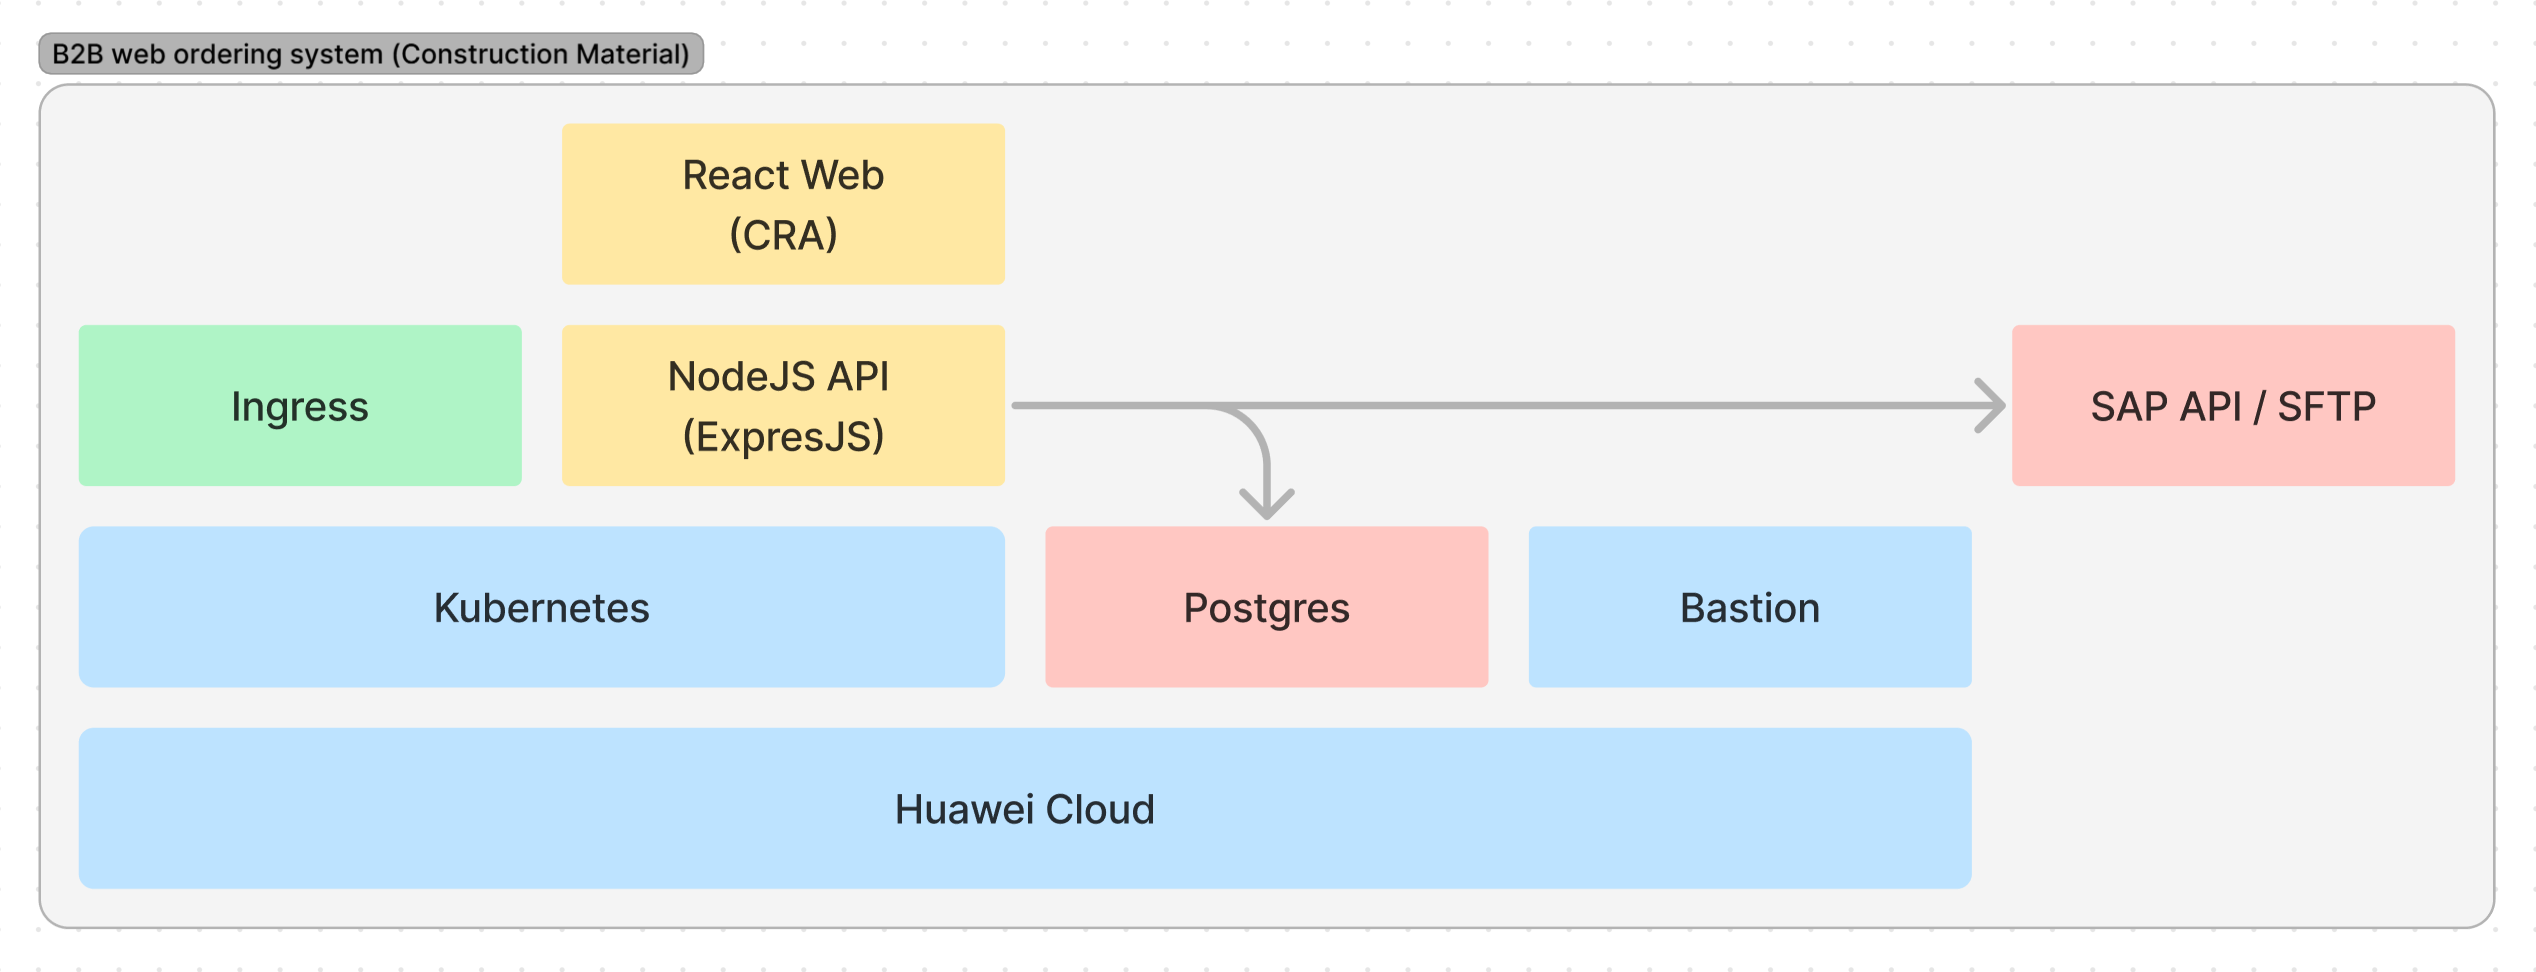 B2B web ordering system (Construction Material)
React Web
(CRA)
Ingress
NodeJS API
(ExpresJS)
SAP API / SFTP
Kubernetes
Postgres
Bastion
Huawei Cloud